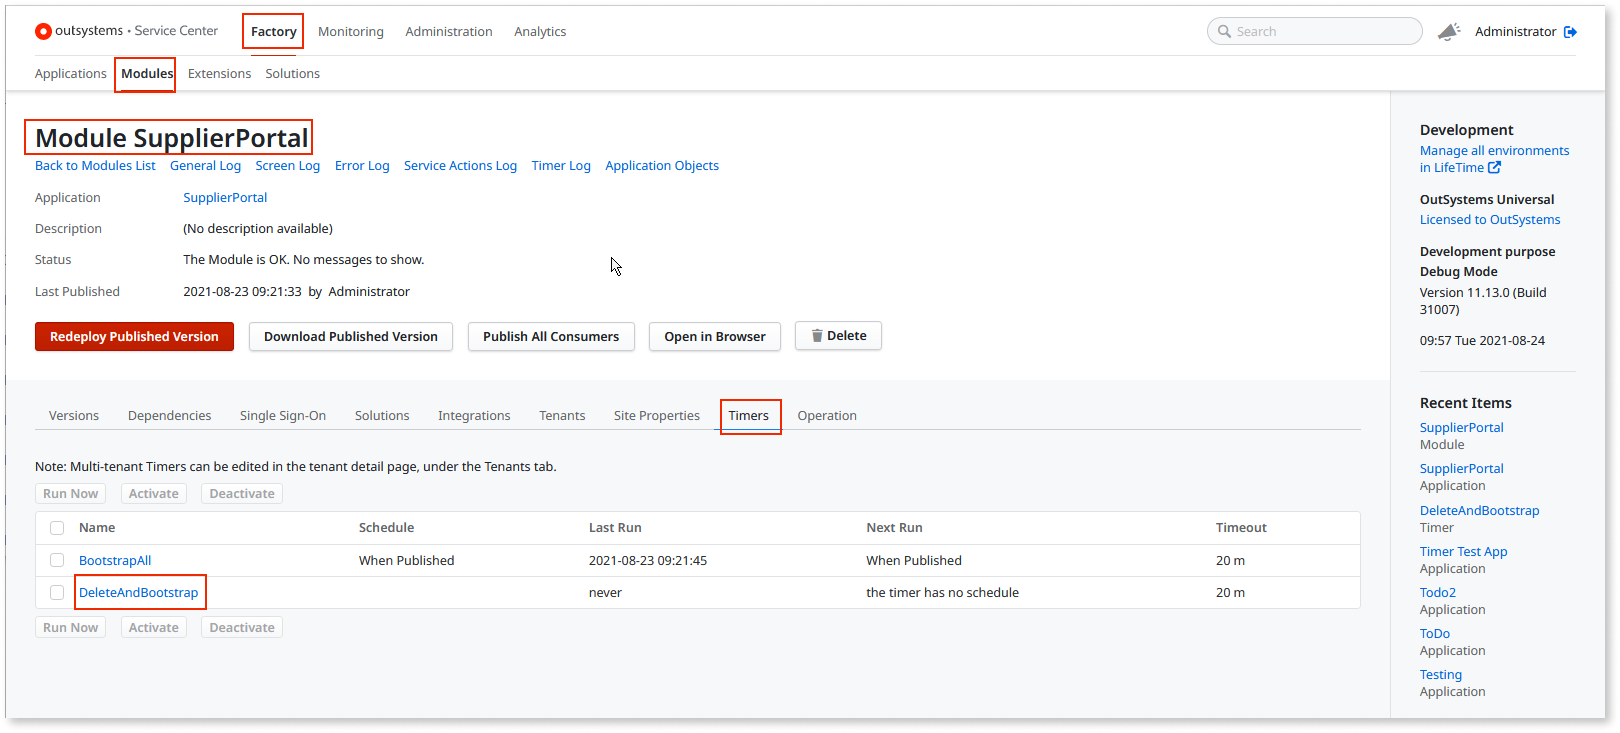 outsystems • Service Center Factory Monitoring Administration Analytics Search Administrator
Applications Modules Extensions Solutions
Module SupplierPortal
Back to Modules List General Log Screen Log Error Log Service Actions Log Timer Log Application Objects
Application SupplierPortal
Description (No description available)
Status The Module is OK. No messages to show.
Last Published 2021-08-23 09:21:33 by Administrator
Redeploy Published Version Download Published Version Publish All Consumers Open in Browser Delete
Versions Dependencies Single Sign-On Solutions Integrations Tenants Site Properties Timers Operation
Note: Multi-tenant Timers can be edited in the tenant detail page, under the Tenants tab.
Run Now Activate Deactivate
Name Schedule Last Run Next Run Timeout
BootstrapAll When Published 2021-08-23 09:21:45 When Published 20 m
DeleteAndBootstrap never the timer has no schedule 20 m
Run Now Activate Deactivate
Development
Manage all environments
in LifeTime
OutSystems Universal
Licensed to OutSystems
Development purpose
Debug Mode
Version 11.13.0 (Build
31007)
09:57 Tue 2021-08-24
Recent Items
SupplierPortal
Module
SupplierPortal
Application
DeleteAndBootstrap
Timer
Timer Test App
Application
Todo2
Application
ToDo
Application
Testing
Application